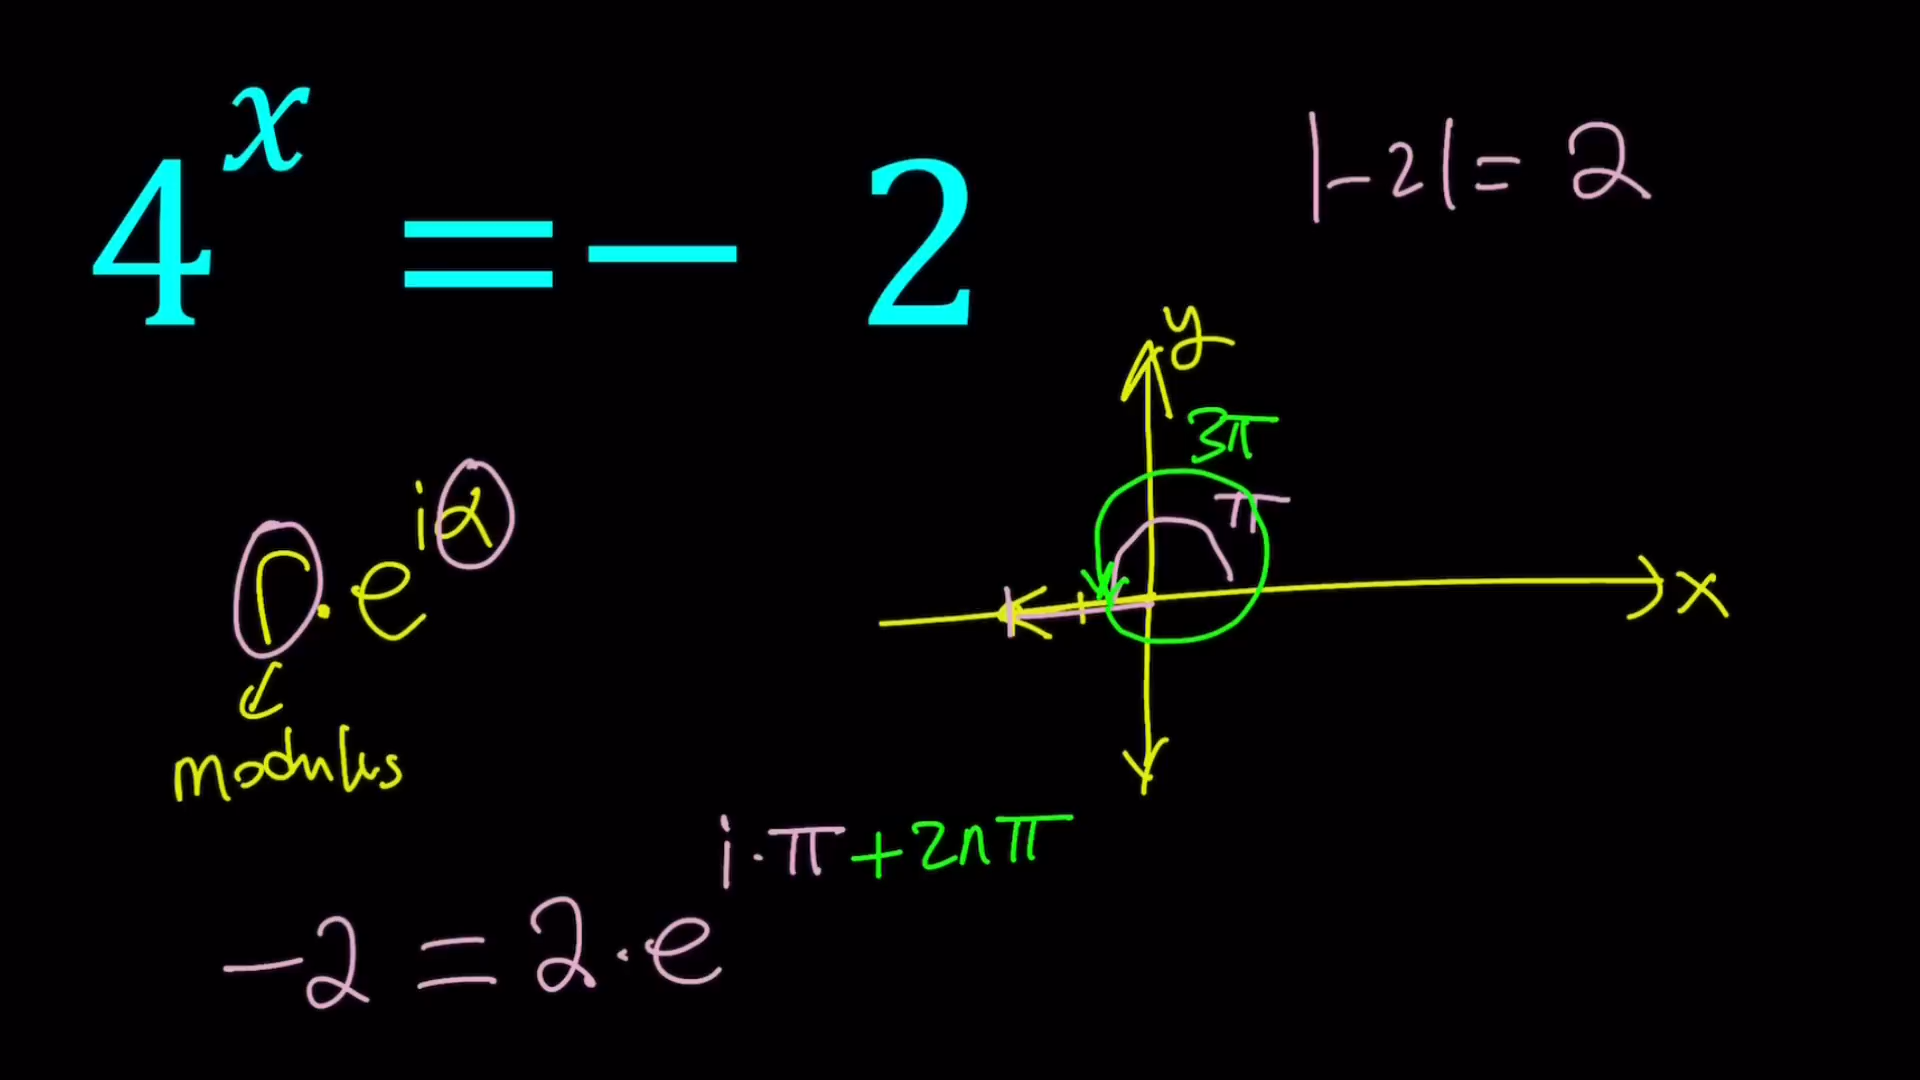 4^x = - 2
|-2| = 2
y
3π
π
x
r · e^{iα}
modulus
-2 = 2 · e^{i·π + 2nπ}